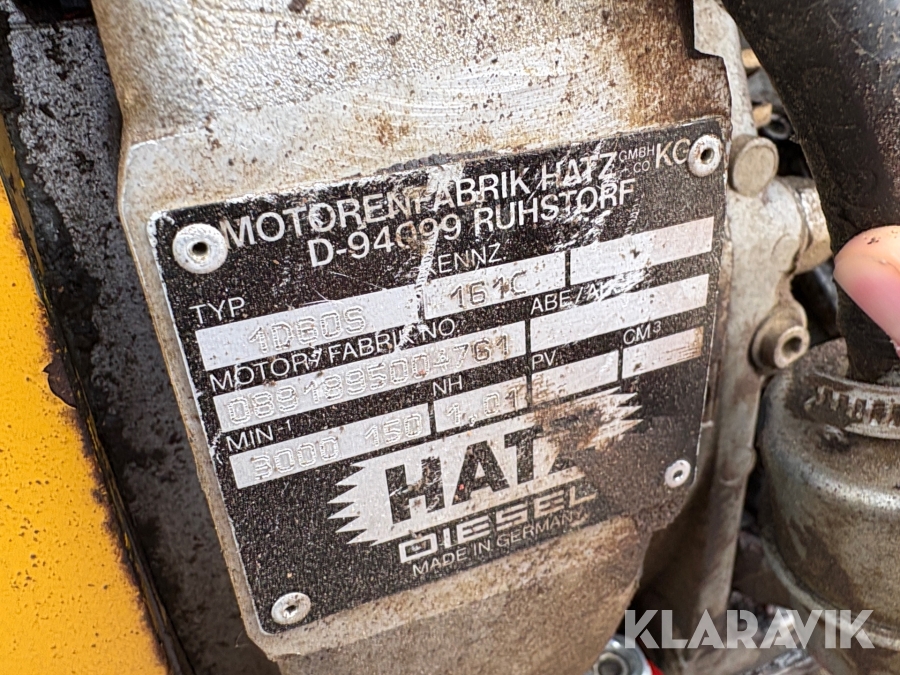 MOTORENFABRIK HATZ GMBH +CO KG
D-94099 RUHSTORF
TYP KENNZ.
1D60S 161C
MOTOR/FABRIK NO. ABE/
MIN⁻¹ NH PV CM³
3000 150 1,01
HATZ
DIESEL
MADE IN GERMANY
KLARAVIK